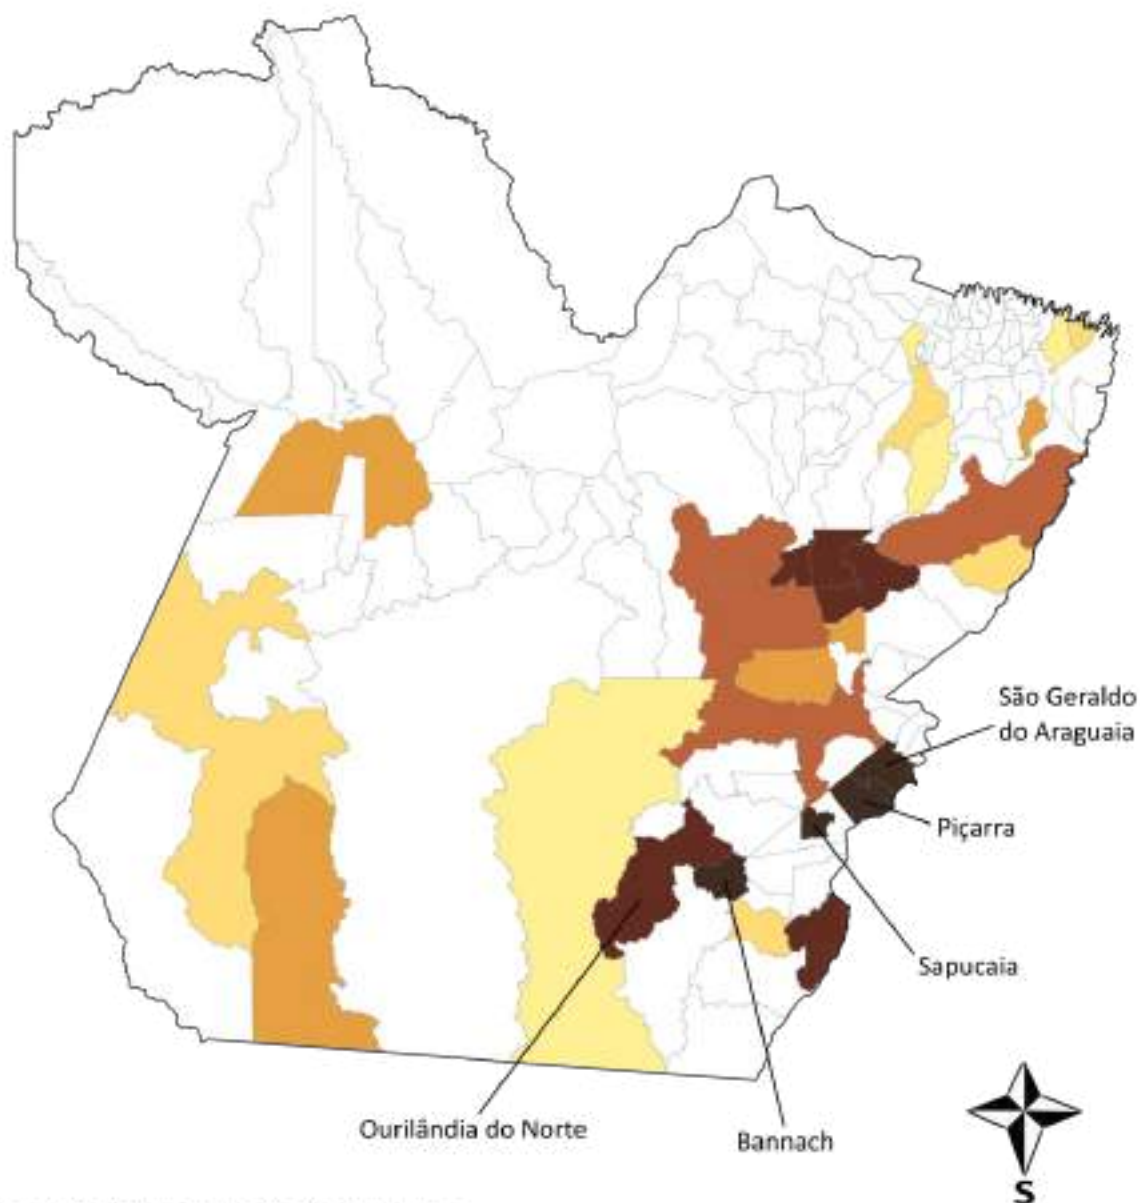 São Geraldo
do Araguaia
Piçarra
Sapucaia
Ourilândia do Norte
Bannach
S